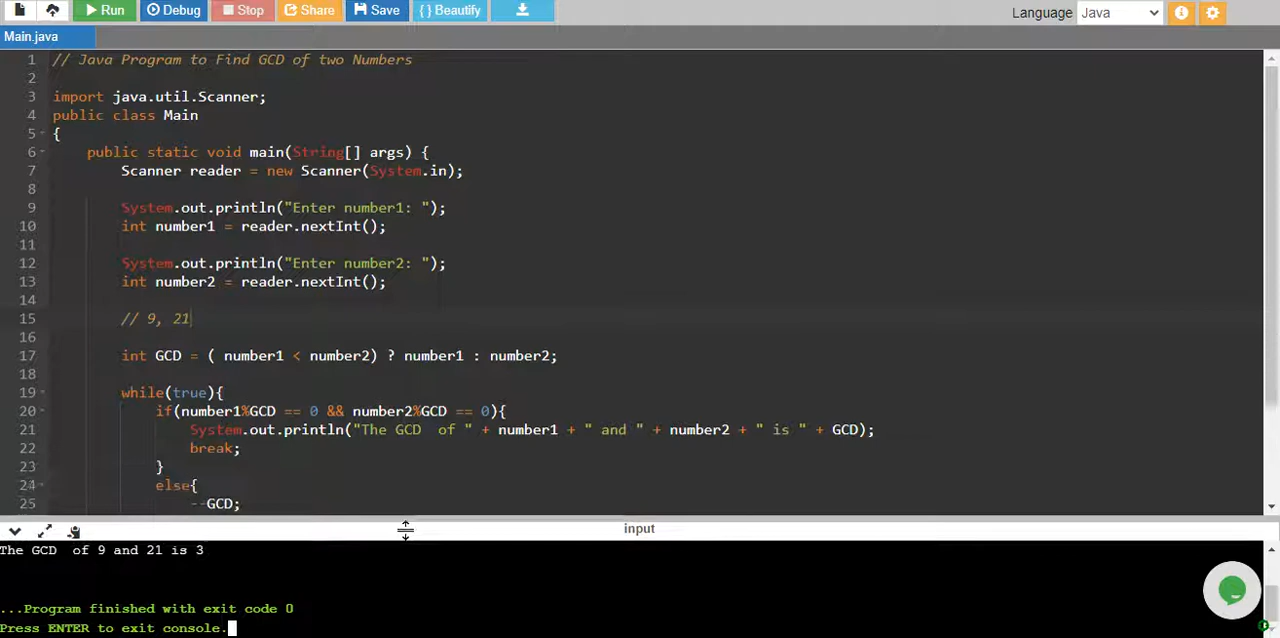 Run Debug Stop Share Save { } Beautify Language Java
Main.java
1 // Java Program to Find GCD of two Numbers
2
3 import java.util.Scanner;
4 public class Main
5 {
6 public static void main(String[] args) {
7 Scanner reader = new Scanner(System.in);
8
9 System.out.println("Enter number1: ");
10 int number1 = reader.nextInt();
11
12 System.out.println("Enter number2: ");
13 int number2 = reader.nextInt();
14
15 // 9, 21
16
17 int GCD = ( number1 < number2) ? number1 : number2;
18
19 while(true){
20 if(number1%GCD == 0 && number2%GCD == 0){
21 System.out.println("The GCD  of " + number1 + " and " + number2 + " is " + GCD);
22 break;
23 }
24 else{
25 --GCD;
input
The GCD  of 9 and 21 is 3
...Program finished with exit code 0
Press ENTER to exit console.